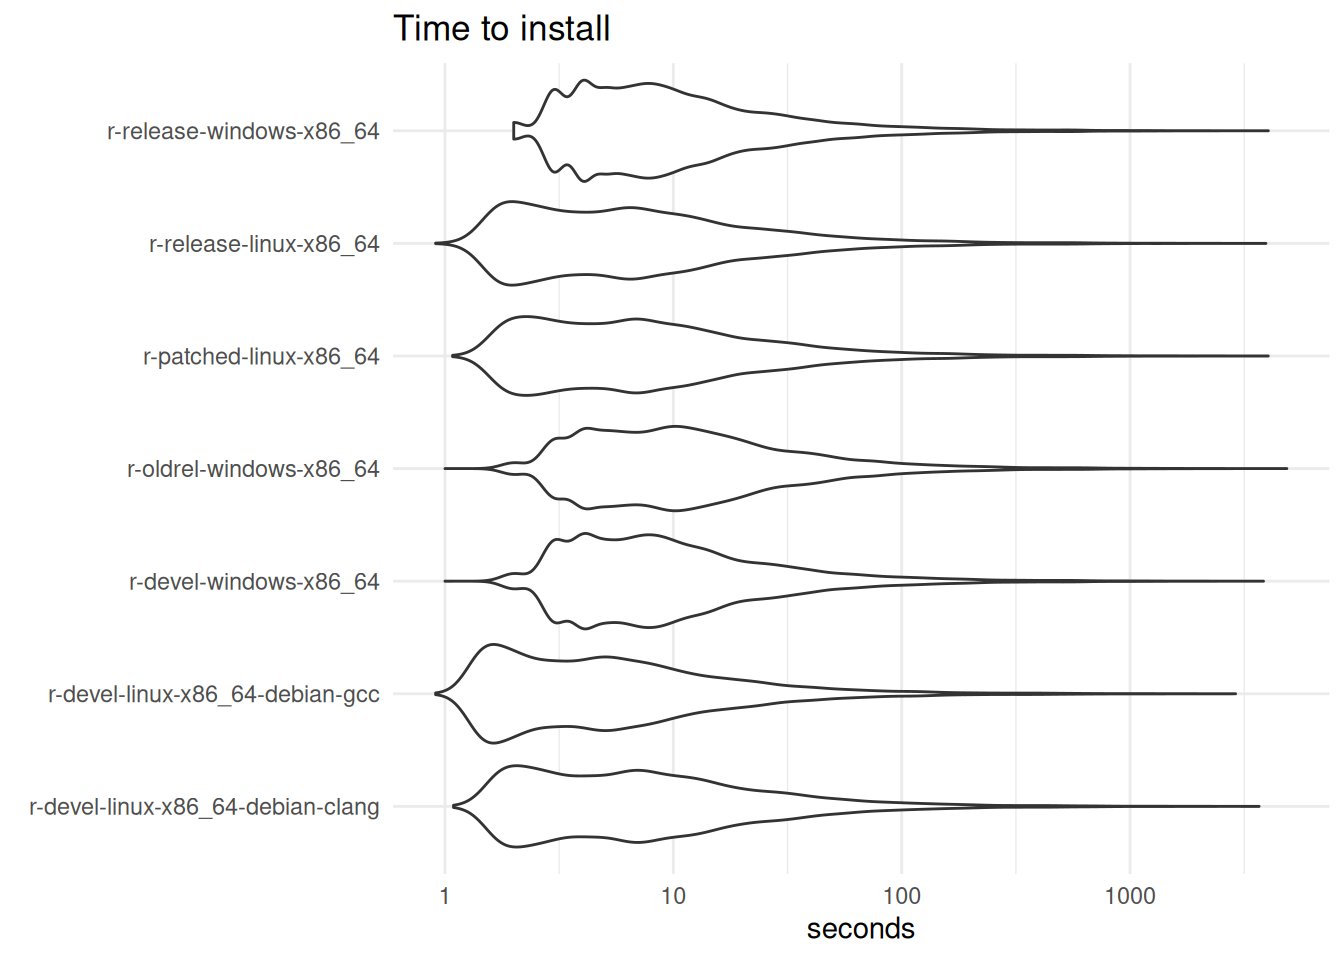 Time to install
r-release-windows-x86_64
r-release-linux-x86_64
r-patched-linux-x86_64
r-oldrel-windows-x86_64
r-devel-windows-x86_64
r-devel-linux-x86_64-debian-gcc
r-devel-linux-x86_64-debian-clang
1 10 100 1000
seconds